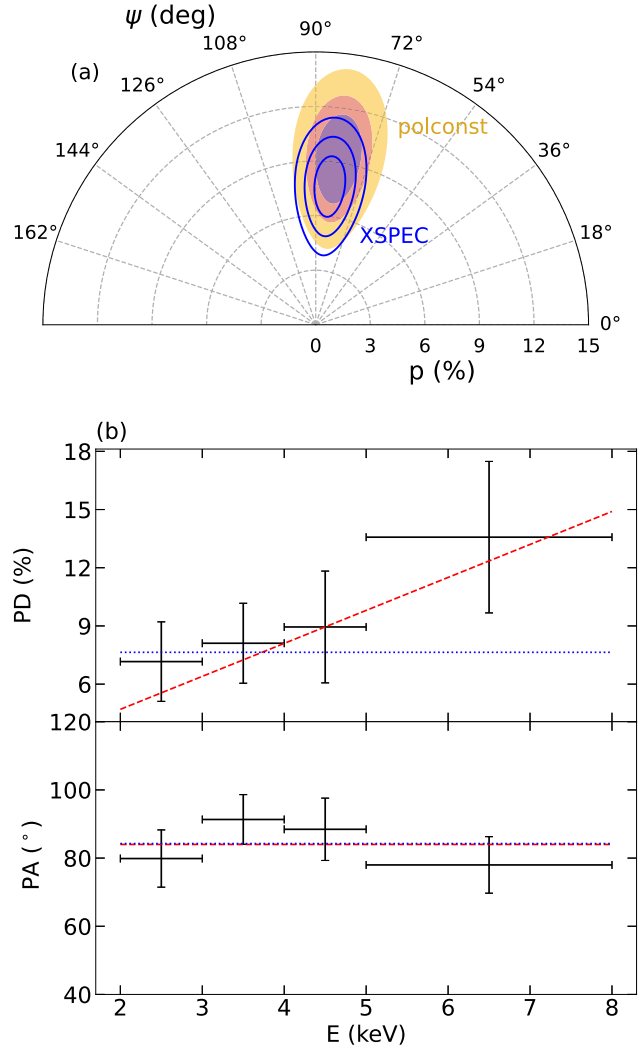 ψ (deg)
(a)
162°
144°
126°
108°
90°
72°
54°
36°
18°
0°
polconst
XSPEC
0 3 6 9 12 15
p (%)
(b)
18
15
12
9
6
PD (%)
120
100
80
60
40
PA (°)
2 3 4 5 6 7 8
E (keV)